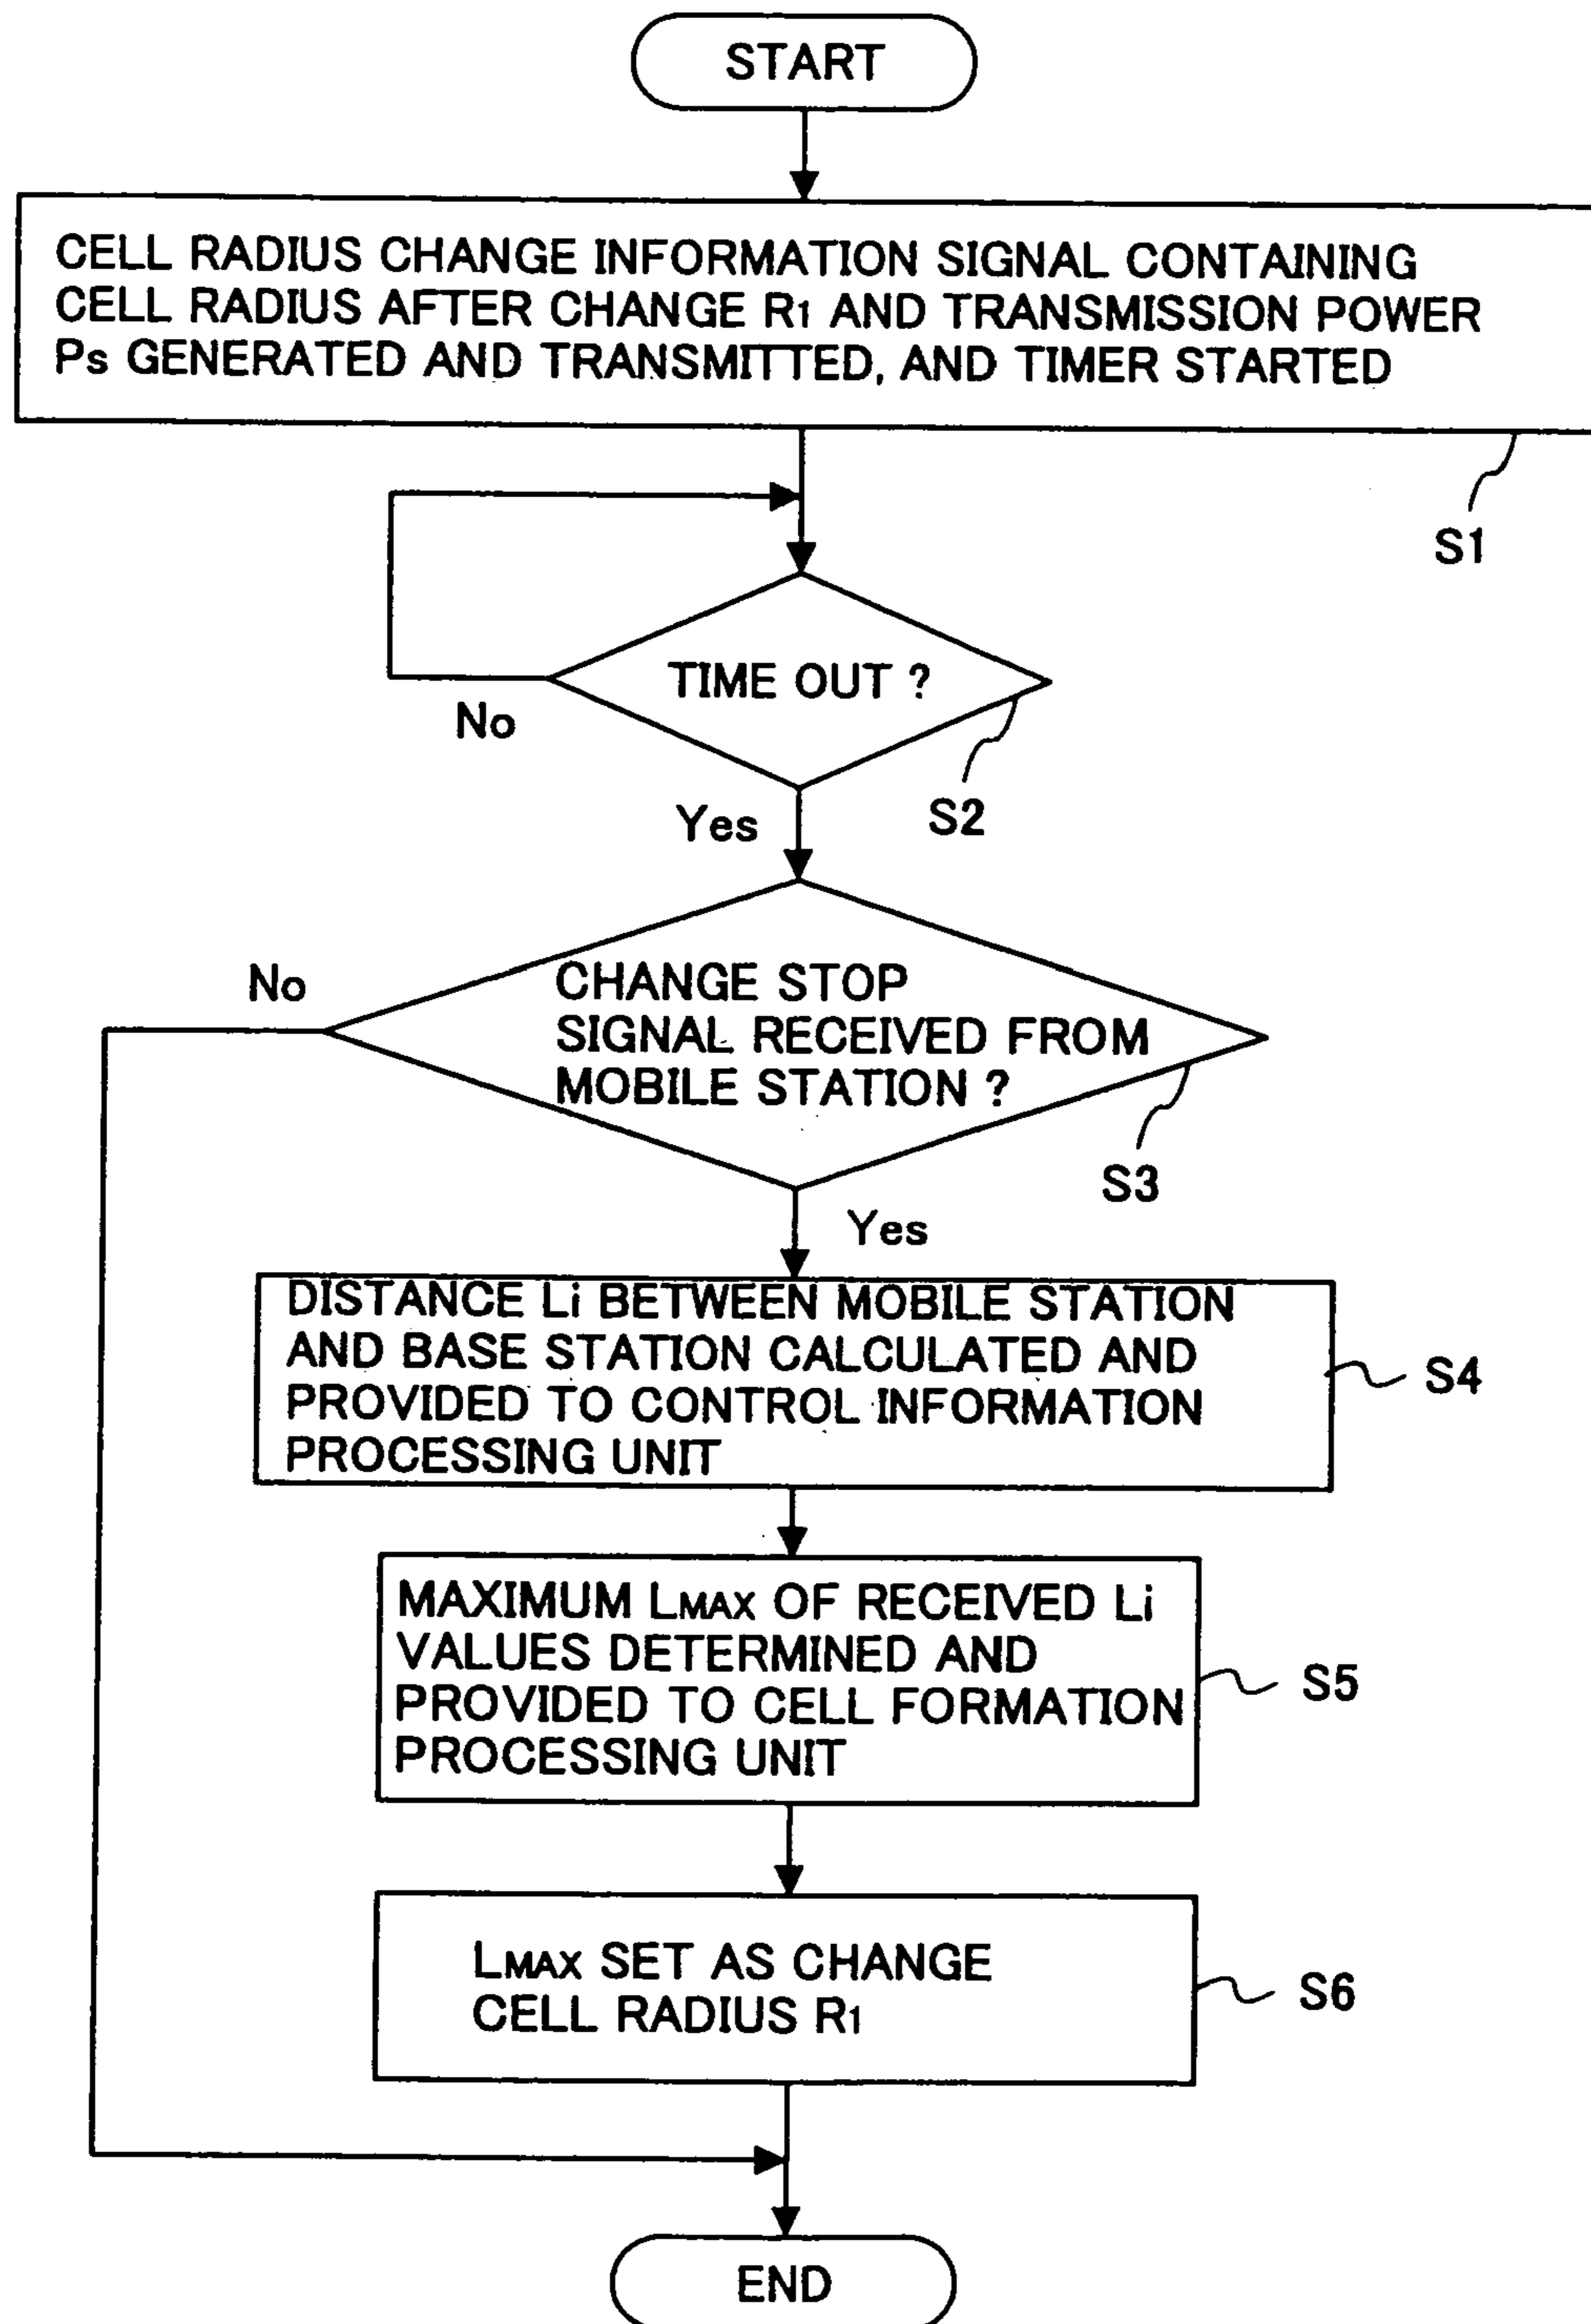 START
CELL RADIUS CHANGE INFORMATION SIGNAL CONTAINING
CELL RADIUS AFTER CHANGE R1 AND TRANSMISSION POWER
Ps GENERATED AND TRANSMITTED, AND TIMER STARTED
S1
TIME OUT ?
No
S2
Yes
No
CHANGE STOP
SIGNAL RECEIVED FROM
MOBILE STATION ?
S3
Yes
DISTANCE Li BETWEEN MOBILE STATION
AND BASE STATION CALCULATED AND
PROVIDED TO CONTROL INFORMATION
PROCESSING UNIT
S4
MAXIMUM LMAX OF RECEIVED Li
VALUES DETERMINED AND
PROVIDED TO CELL FORMATION
PROCESSING UNIT
S5
LMAX SET AS CHANGE
CELL RADIUS R1
S6
END